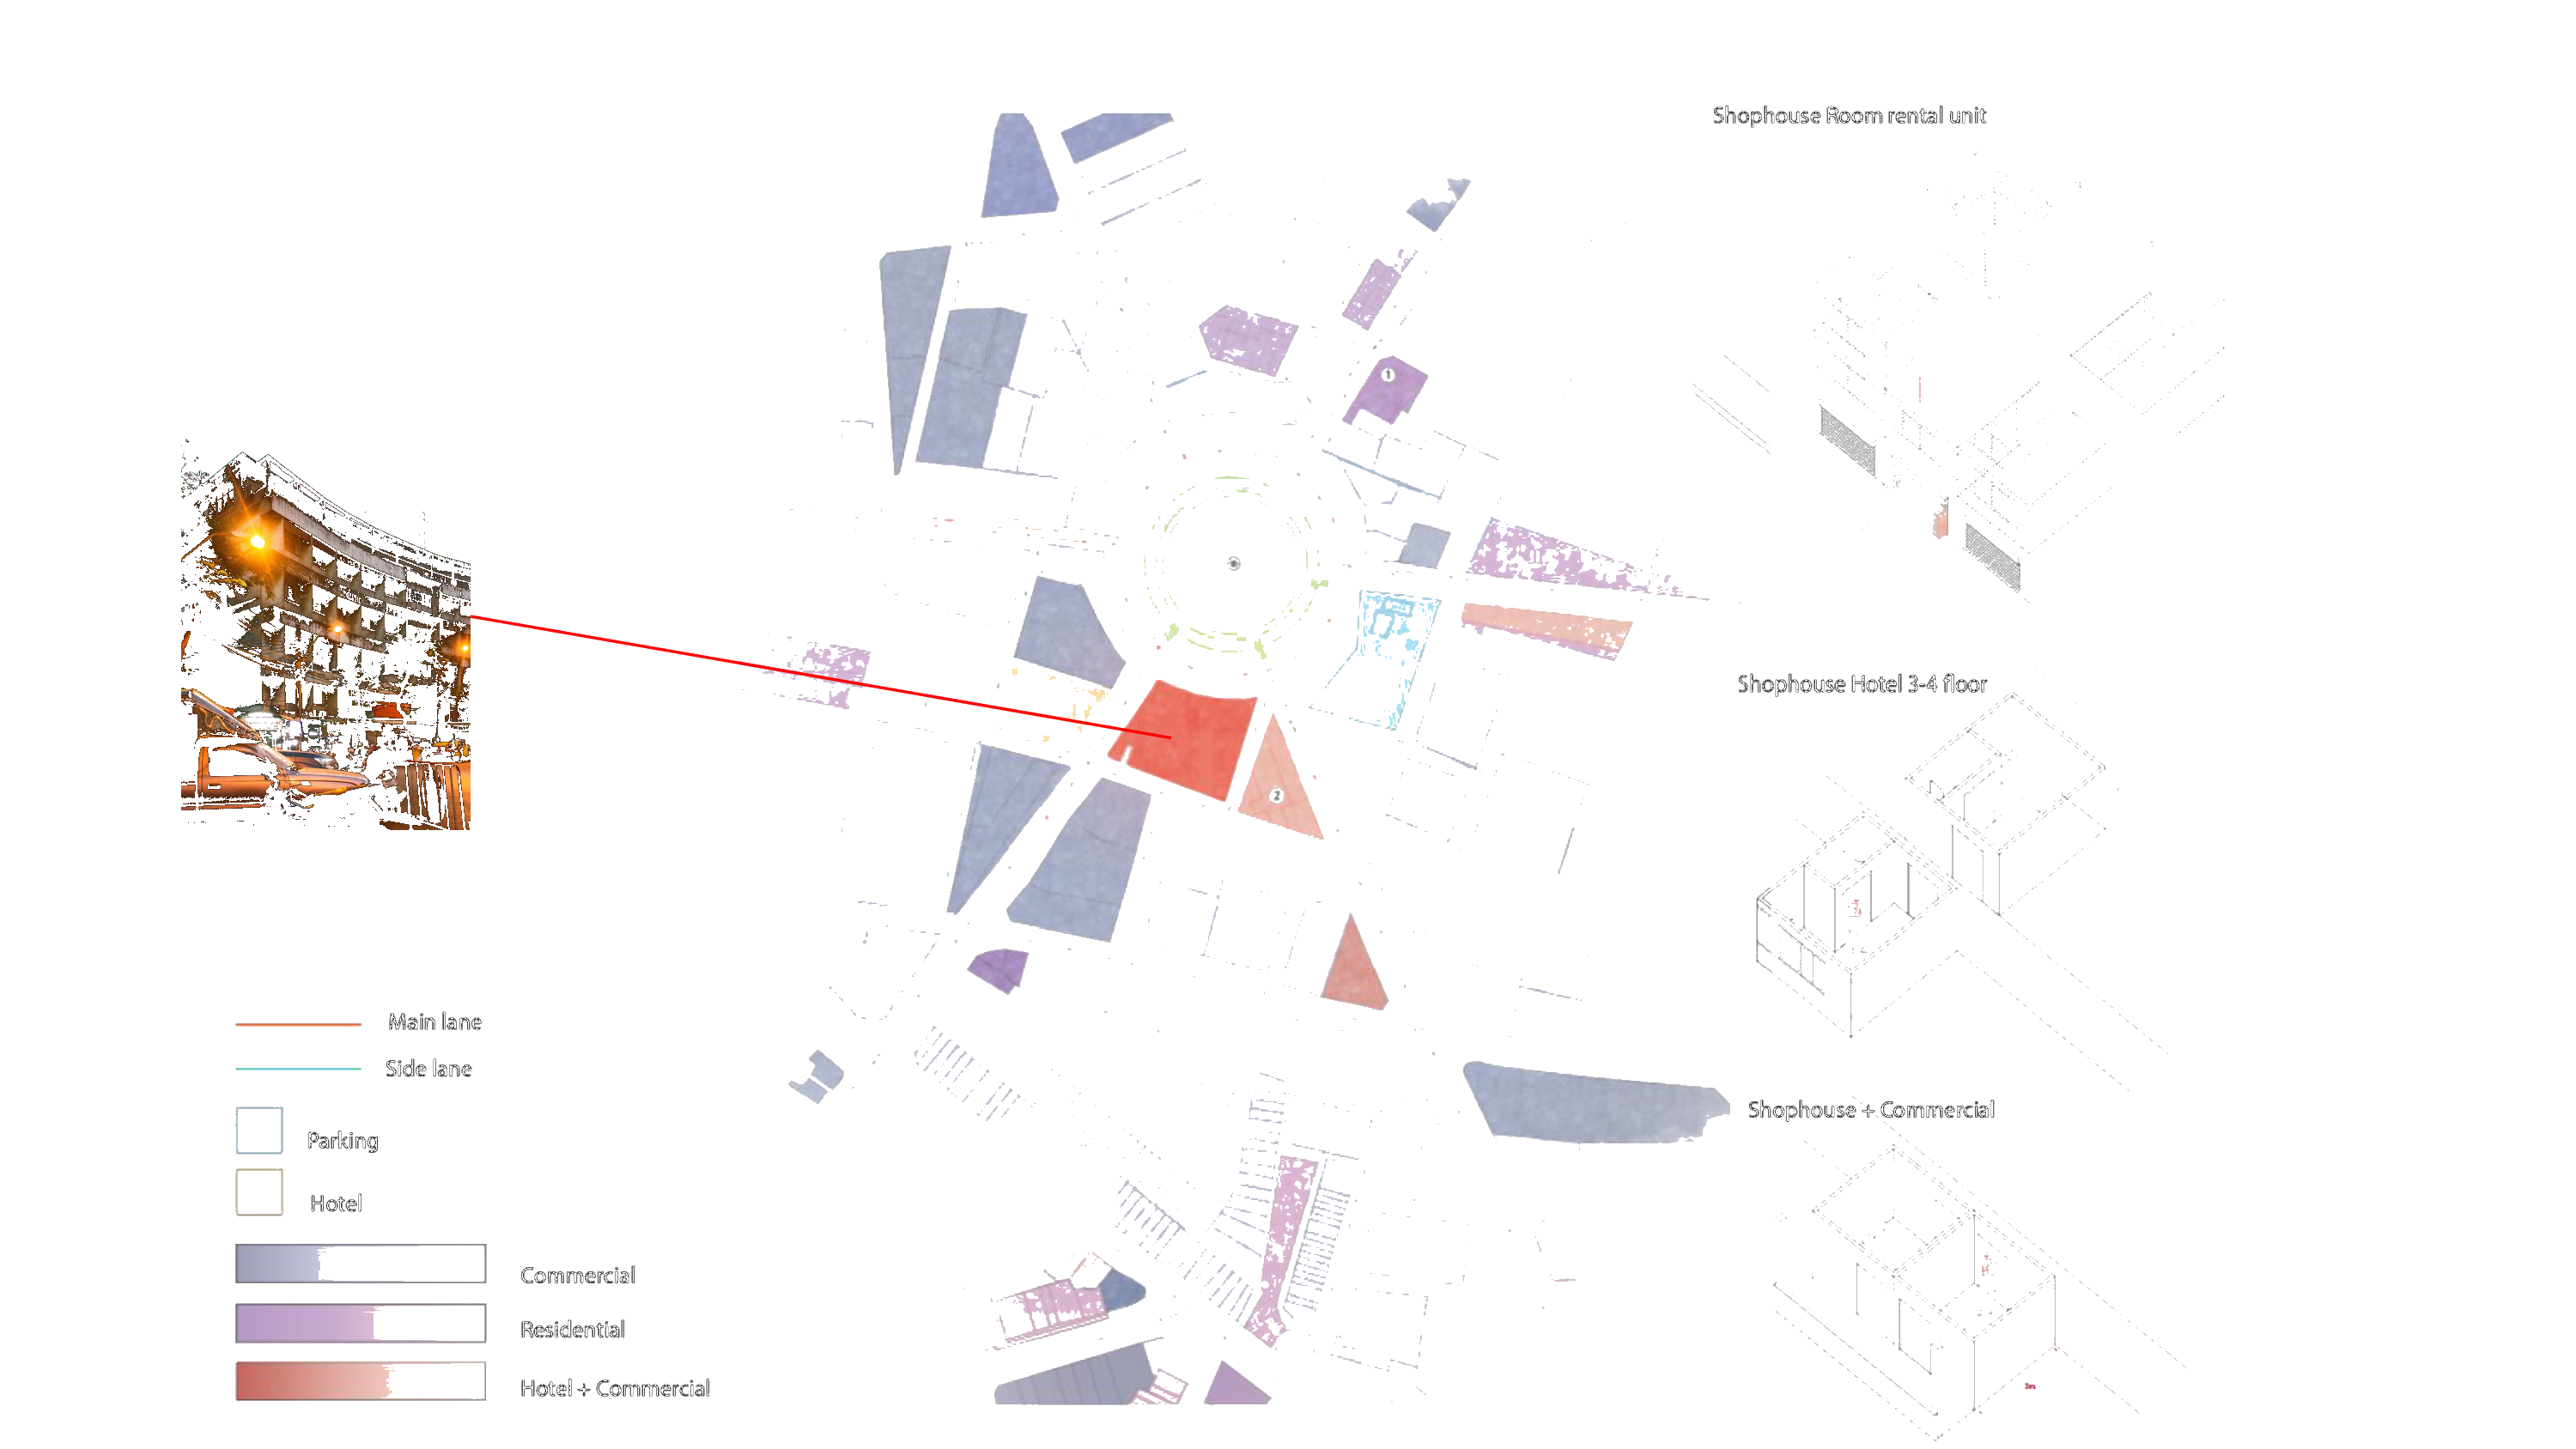 Shophouse Room rental unit
1
Shophouse Hotel 3-4 floor
2
Main lane
Side lane
Shophouse + Commercial
Parking
Hotel
Commercial
Residential
Hotel + Commercial